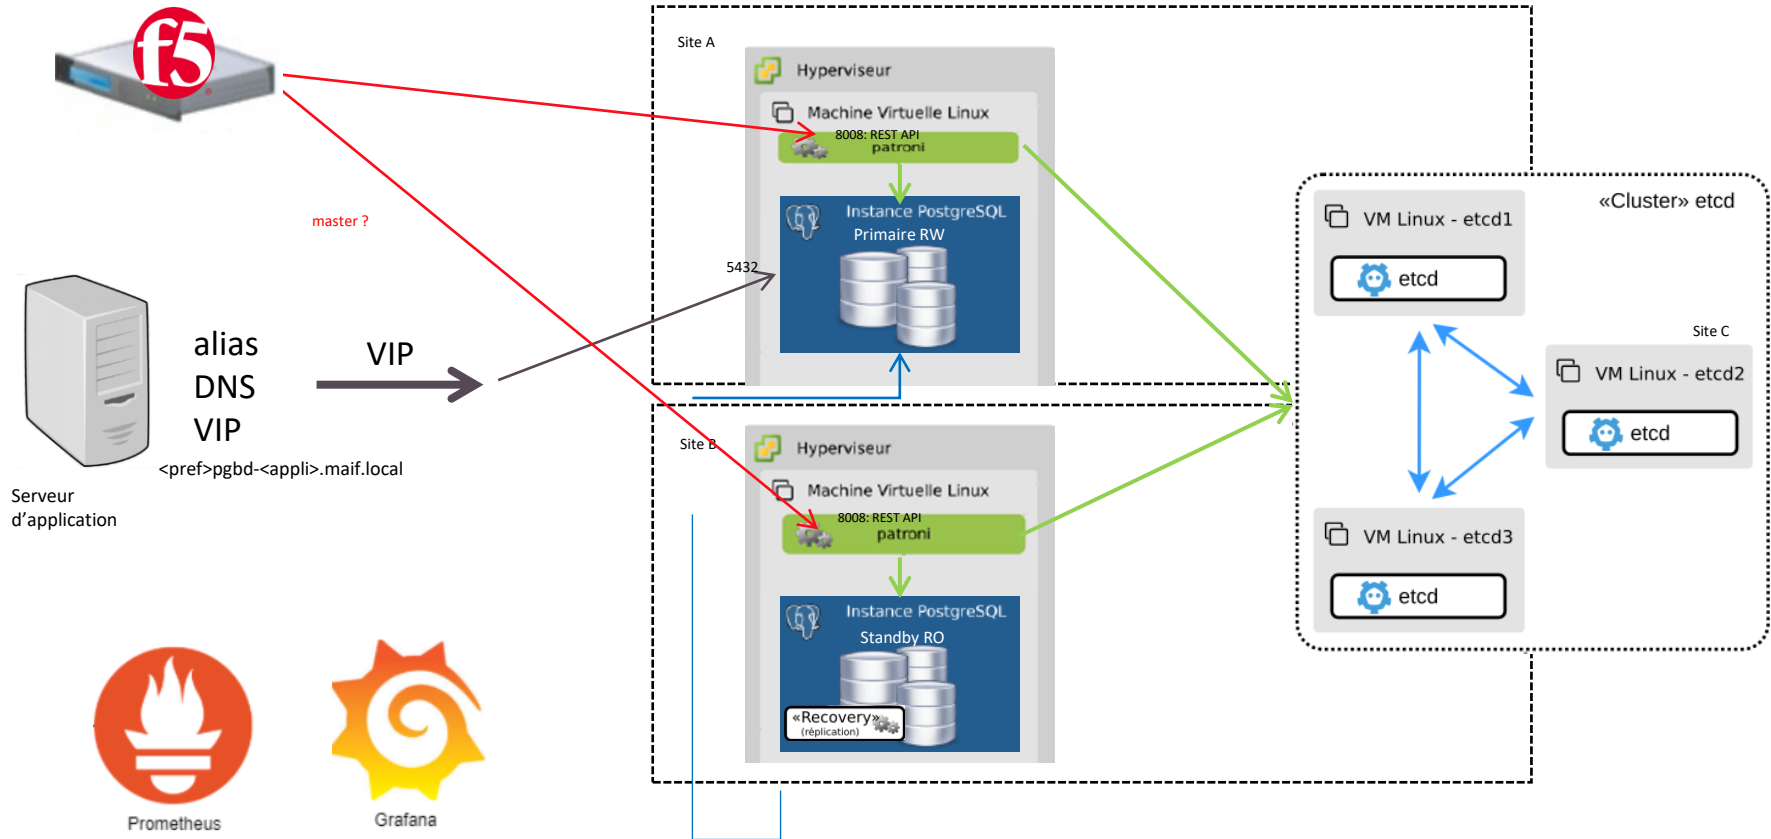 f5
master ?
alias
DNS
VIP
VIP
<pref>pgbd-<appli>.maif.local
Serveur
d’application
Prometheus
Grafana
Site A
Hyperviseur
Machine Virtuelle Linux
8008: REST API
patroni
Instance PostgreSQL
Primaire RW
5432
Site B
Hyperviseur
Machine Virtuelle Linux
8008: REST API
patroni
Instance PostgreSQL
Standby RO
«Recovery»
(réplication)
«Cluster» etcd
VM Linux - etcd1
etcd
Site C
VM Linux - etcd2
etcd
VM Linux - etcd3
etcd